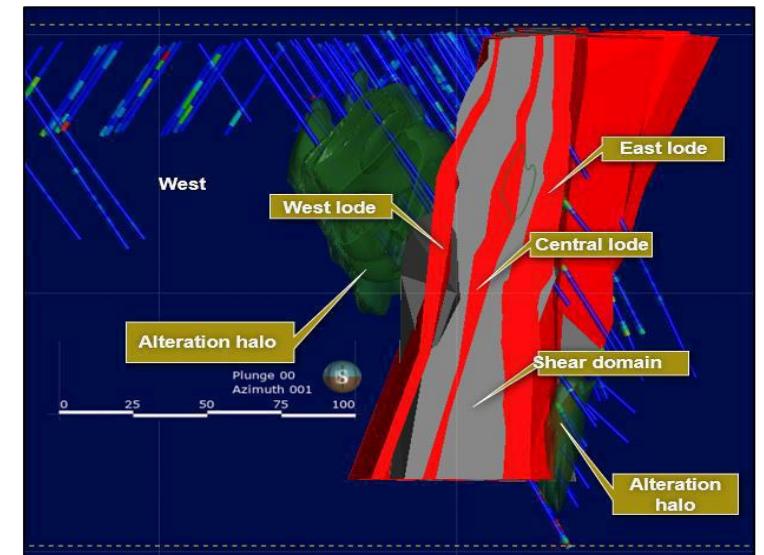 East lode
West
West lode
Central lode
Alteration halo
Shear domain
Plunge 00
Azimuth 001
S
0 25 50 75 100
Alteration
halo